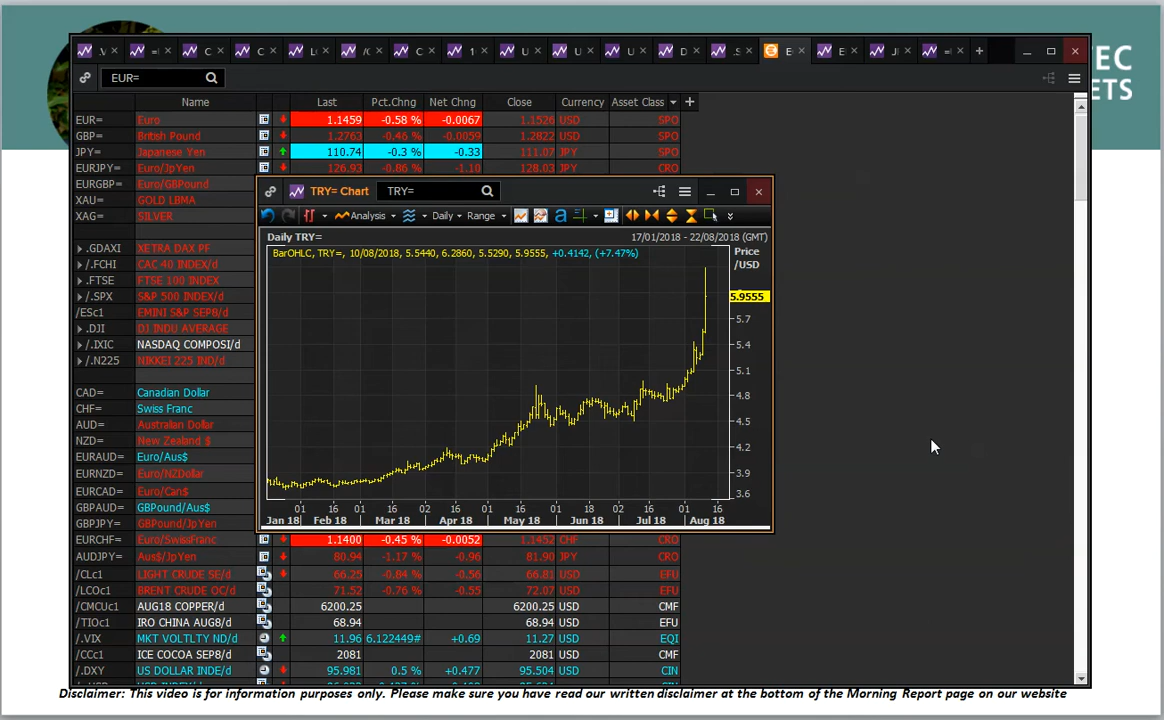 EC
ETS
EUR=
Name Last Pct.Chng Net Chng Close Currency Asset Class
EUR= Euro 1.1459 -0.58 % -0.0067 1.1526 USD SPO
GBP= British Pound 1.2763 -0.46 % -0.0059 1.2822 USD SPO
JPY= Japanese Yen 110.74 -0.3 % -0.33 111.07 JPY SPO
EURJPY= Euro/JpYen 126.93 -0.86 % -1.10 128.03 JPY CRO
EURGBP= Euro/GBPound
XAU= GOLD LBMA
XAG= SILVER
.GDAXI XETRA DAX PF
/.FCHI CAC 40 INDEX/d
.FTSE FTSE 100 INDEX
/.SPX S&P 500 INDEX/d
/ESc1 EMINI S&P SEP8/d
.DJI DJ INDU AVERAGE
/.IXIC NASDAQ COMPOSI/d
/.N225 NIKKEI 225 IND/d
CAD= Canadian Dollar
CHF= Swiss Franc
AUD= Australian Dollar
NZD= New Zealand $
EURAUD= Euro/Aus$
EURNZD= Euro/NZDollar
EURCAD= Euro/Can$
GBPAUD= GBPound/Aus$
GBPJPY= GBPound/JpYen
TRY= Chart TRY=
Analysis Daily Range
Daily TRY= 17/01/2018 - 22/08/2018 (GMT)
BarOHLC, TRY=, 10/08/2018, 5.5440, 6.2860, 5.5290, 5.9555, +0.4142, (+7.47%)
Price
/USD
5.9555
5.7
5.4
5.1
4.8
4.5
4.2
3.9
3.6
01 16 01 16 02 16 01 16 01 18 02 16 01 16
Jan 18 Feb 18 Mar 18 Apr 18 May 18 Jun 18 Jul 18 Aug 18
EURCHF= Euro/SwissFranc 1.1400 -0.45 % -0.0052 1.1452 CHF CRO
AUDJPY= Aus$/JpYen 80.94 -1.17 % -0.96 81.90 JPY CRO
/CLc1 LIGHT CRUDE SE/d 66.25 -0.84 % -0.56 66.81 USD EFU
/LCOc1 BRENT CRUDE OC/d 71.52 -0.76 % -0.55 72.07 USD EFU
/CMCUc1 AUG18 COPPER/d 6200.25 6200.25 USD CMF
/TIOc1 IRO CHINA AUG8/d 68.94 68.94 USD EFU
/.VIX MKT VOLTLTY ND/d 11.96 6.122449# +0.69 11.27 USD EQI
/CCc1 ICE COCOA SEP8/d 2081 2081 USD CMF
/.DXY US DOLLAR INDE/d 95.981 0.5 % +0.477 95.504 USD CIN
Disclaimer: This video is for information purposes only. Please make sure you have read our written disclaimer at the bottom of the Morning Report page on our website